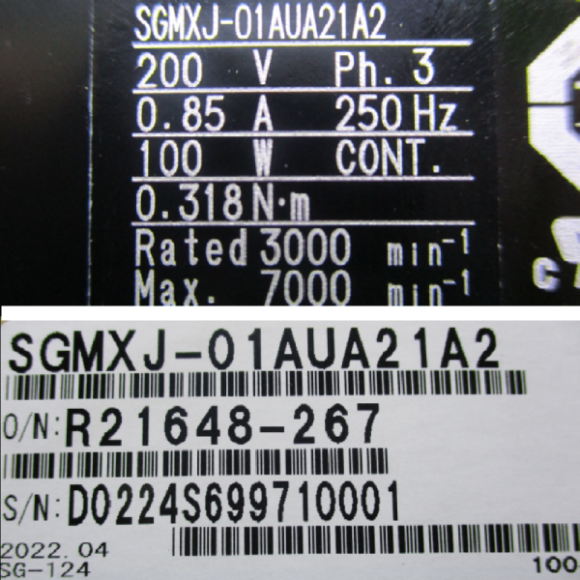 SGMXJ-01AUA21A2
200 V Ph. 3
0.85 A 250 Hz
100 W CONT.
0.318 N·m
Rated 3000 min⁻¹
Max. 7000 min⁻¹
SGMXJ-01AUA21A2
O/N: R21648-267
S/N: D0224S699710001
2022.04
SG-124
100